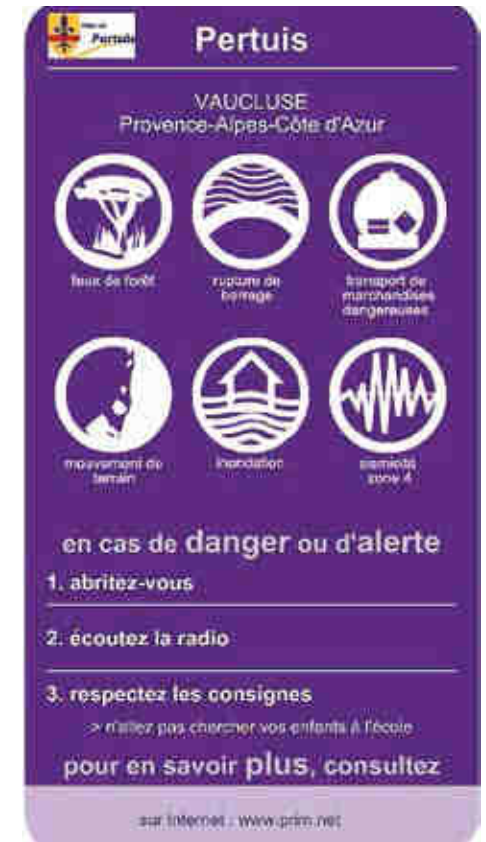 Pertuis
Pertuis
VAUCLUSE
Provence-Alpes-Côte d'Azur
feux de forêt
rupture de
barrage
transport de
marchandises
dangereuses
mouvement de
terrain
inondation
sismicité
zone 4
en cas de danger ou d'alerte
1. abritez-vous
2. écoutez la radio
3. respectez les consignes
> n'allez pas chercher vos enfants à l'école
pour en savoir plus, consultez
sur internet : www.prim.net